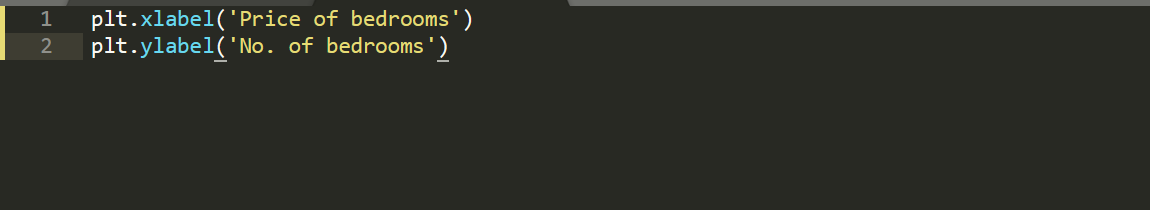 1 plt.xlabel('Price of bedrooms')
2 plt.ylabel('No. of bedrooms')